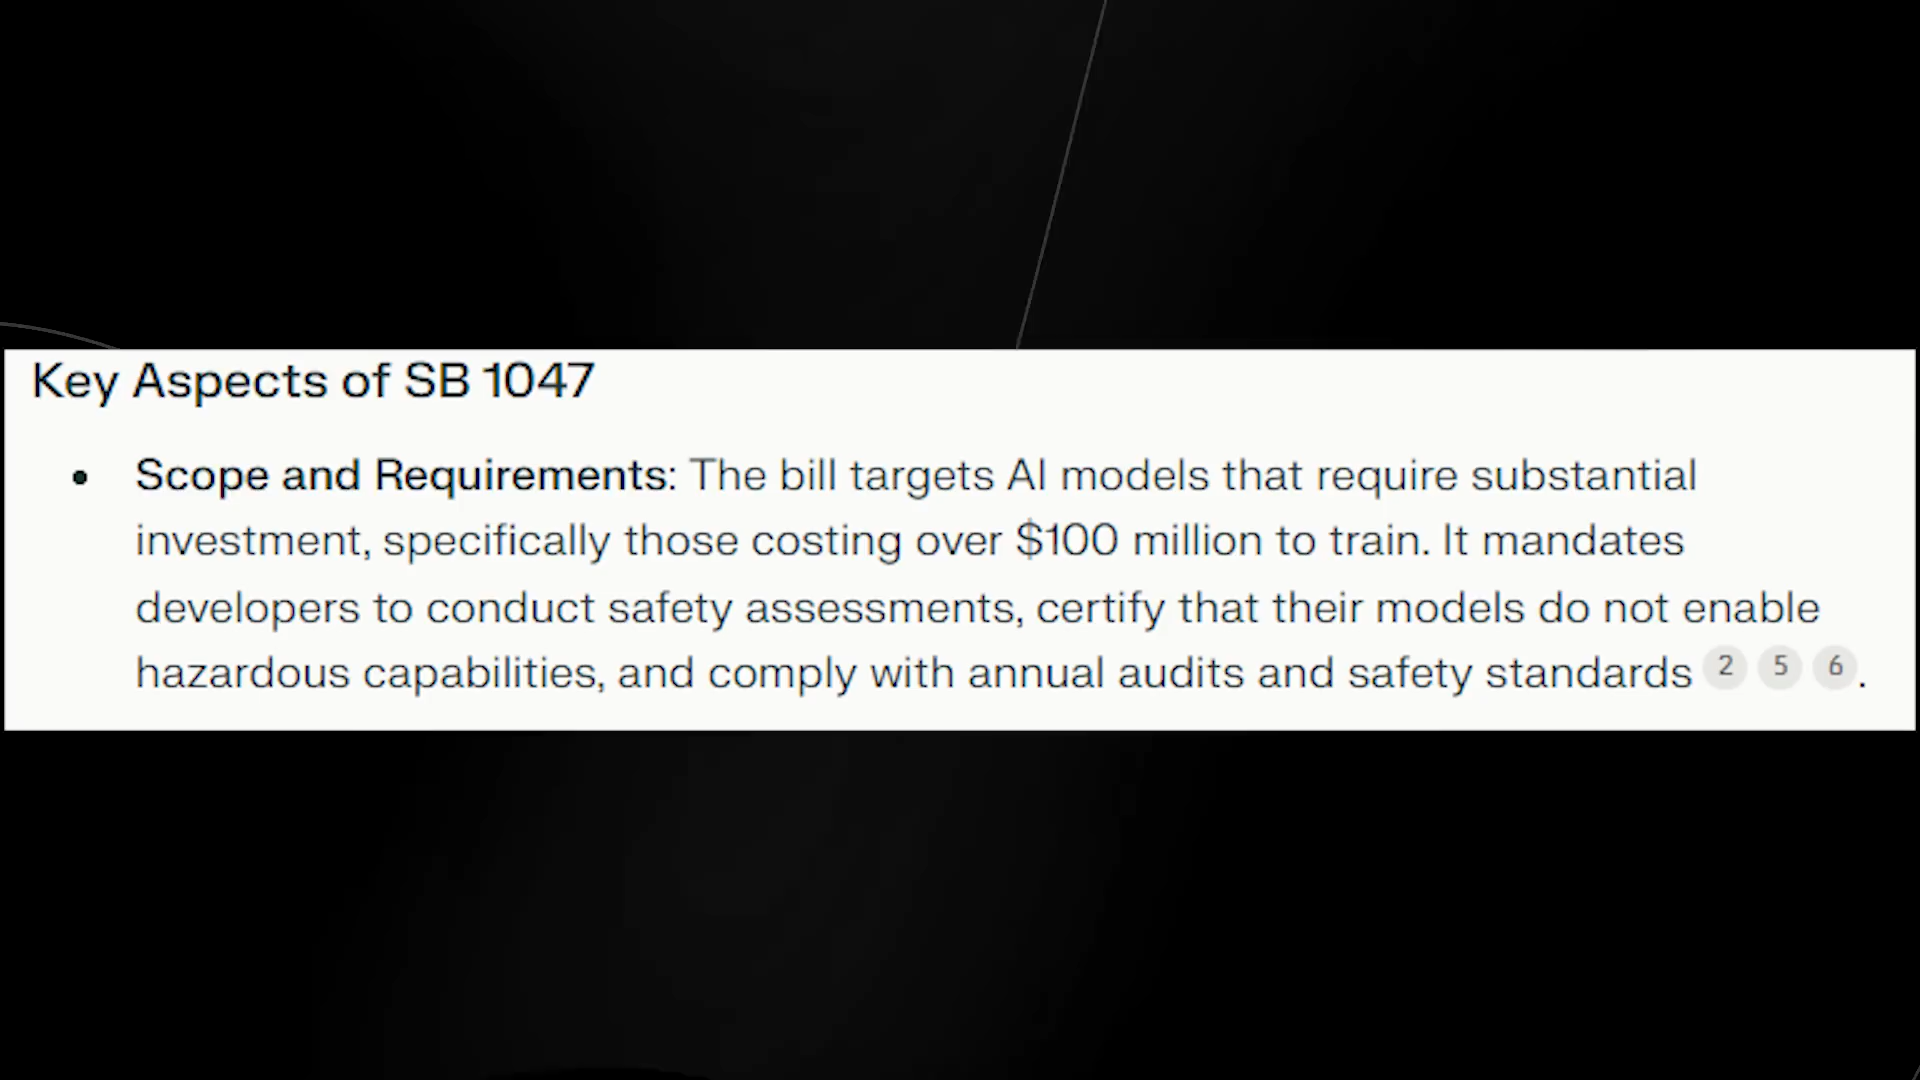 Key Aspects of SB 1047
• Scope and Requirements: The bill targets AI models that require substantial
investment, specifically those costing over $100 million to train. It mandates
developers to conduct safety assessments, certify that their models do not enable
hazardous capabilities, and comply with annual audits and safety standards 2 5 6 .